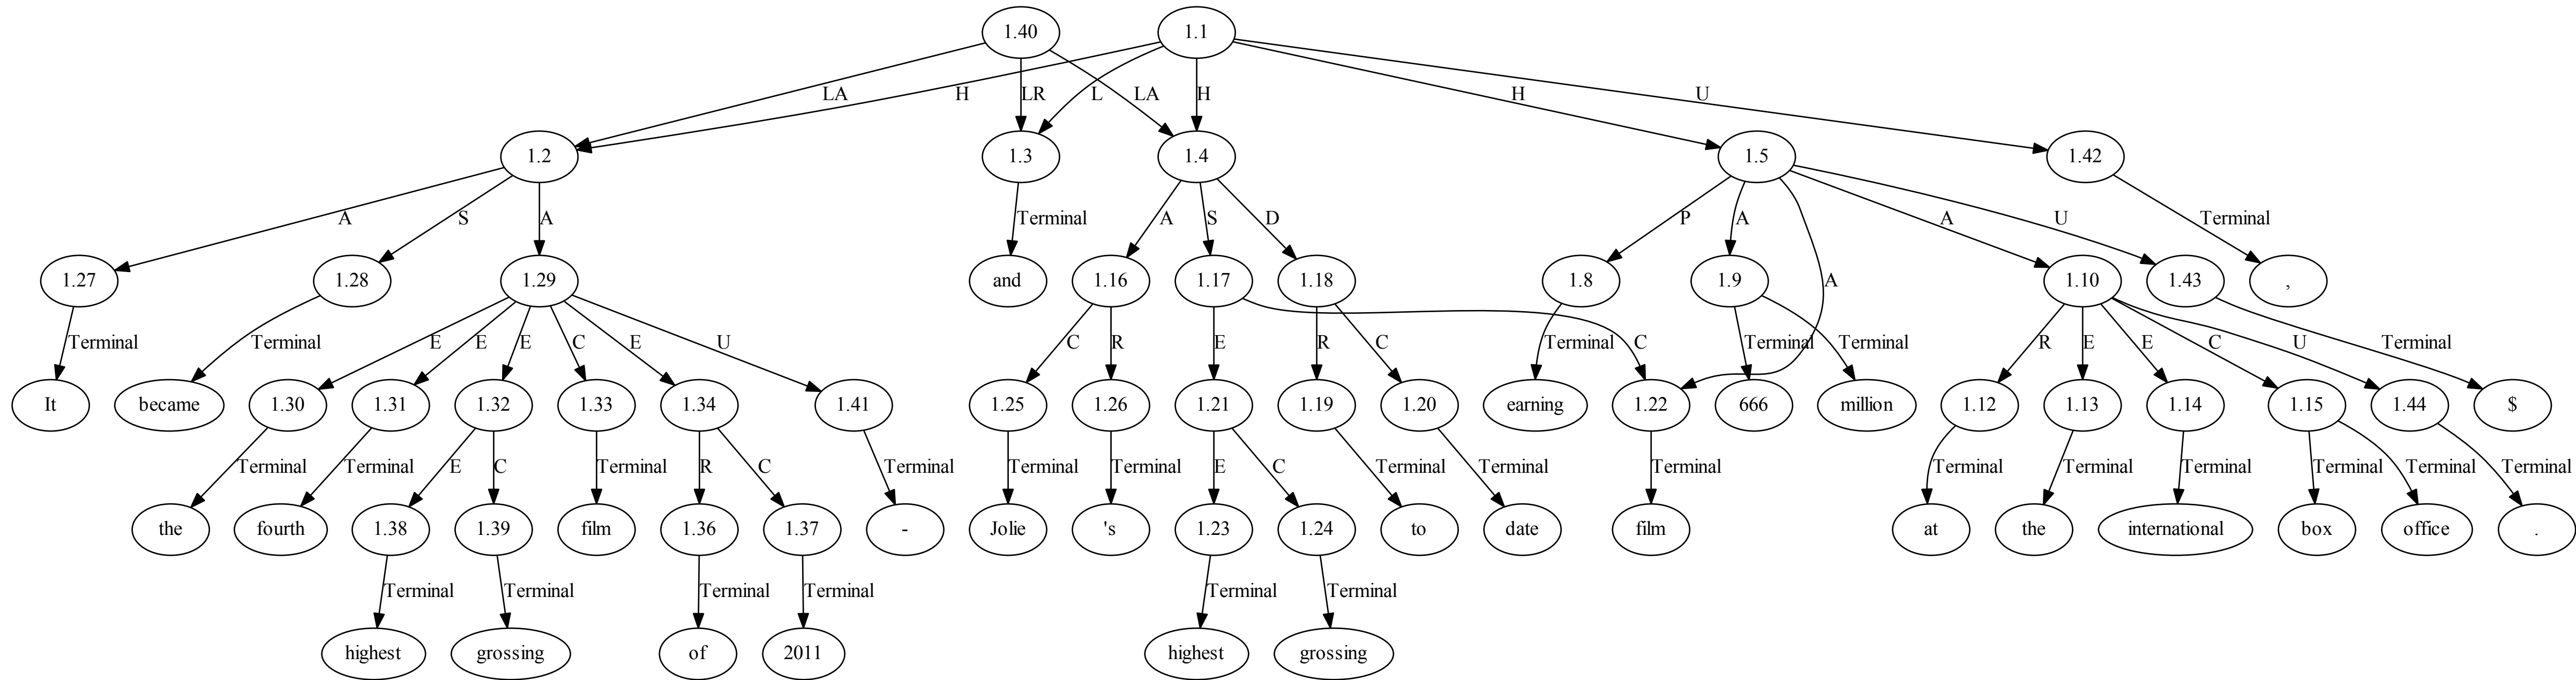 1.40 1.1
LA H LR L LA H H U
1.2 1.3 1.4 1.5 1.42
A S A Terminal A S D P A A A U Terminal
1.27 1.28 1.29 and 1.16 1.17 1.18 1.8 1.9 1.10 1.43 ,
Terminal Terminal E E E C E U C R E R C Terminal C Terminal Terminal R E E C U Terminal
It became 1.30 1.31 1.32 1.33 1.34 1.41 1.25 1.26 1.21 1.19 1.20 earning 1.22 666 million 1.12 1.13 1.14 1.15 1.44 $
Terminal Terminal E C Terminal R C Terminal Terminal Terminal E C Terminal Terminal Terminal Terminal Terminal Terminal Terminal Terminal Terminal
the fourth 1.38 1.39 film 1.36 1.37 - Jolie 's 1.23 1.24 to date film at the international box office .
Terminal Terminal Terminal Terminal Terminal Terminal
highest grossing of 2011 highest grossing